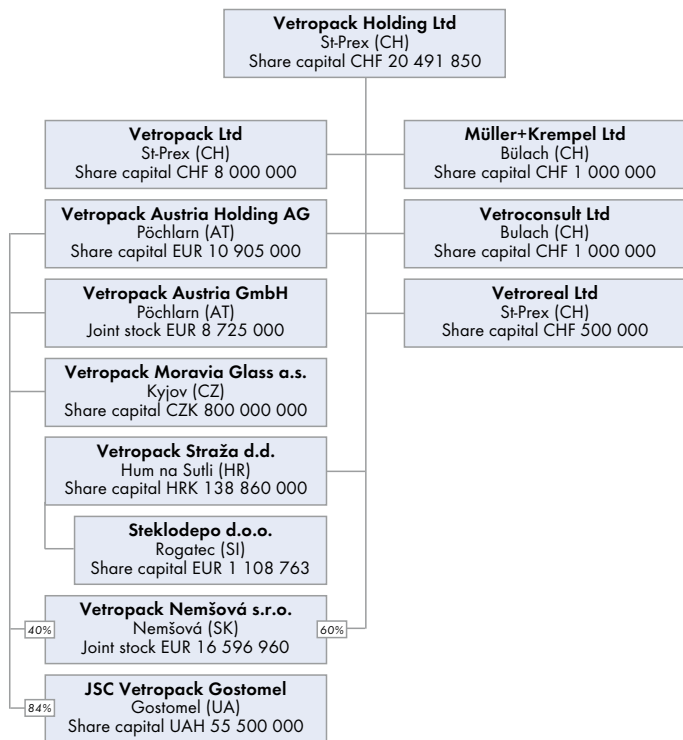 Vetropack Holding Ltd
St-Prex (CH)
Share capital CHF 20 491 850
Vetropack Ltd
St-Prex (CH)
Share capital CHF 8 000 000
Müller+Krempel Ltd
Bülach (CH)
Share capital CHF 1 000 000
Vetropack Austria Holding AG
Pöchlarn (AT)
Share capital EUR 10 905 000
Vetroconsult Ltd
Bulach (CH)
Share capital CHF 1 000 000
Vetropack Austria GmbH
Pöchlarn (AT)
Joint stock EUR 8 725 000
Vetroreal Ltd
St-Prex (CH)
Share capital CHF 500 000
Vetropack Moravia Glass a.s.
Kyjov (CZ)
Share capital CZK 800 000 000
Vetropack Straža d.d.
Hum na Sutli (HR)
Share capital HRK 138 860 000
Steklodepo d.o.o.
Rogatec (SI)
Share capital EUR 1 108 763
40%
Vetropack Nemšová s.r.o.
Nemšová (SK)
Joint stock EUR 16 596 960
60%
84%
JSC Vetropack Gostomel
Gostomel (UA)
Share capital UAH 55 500 000